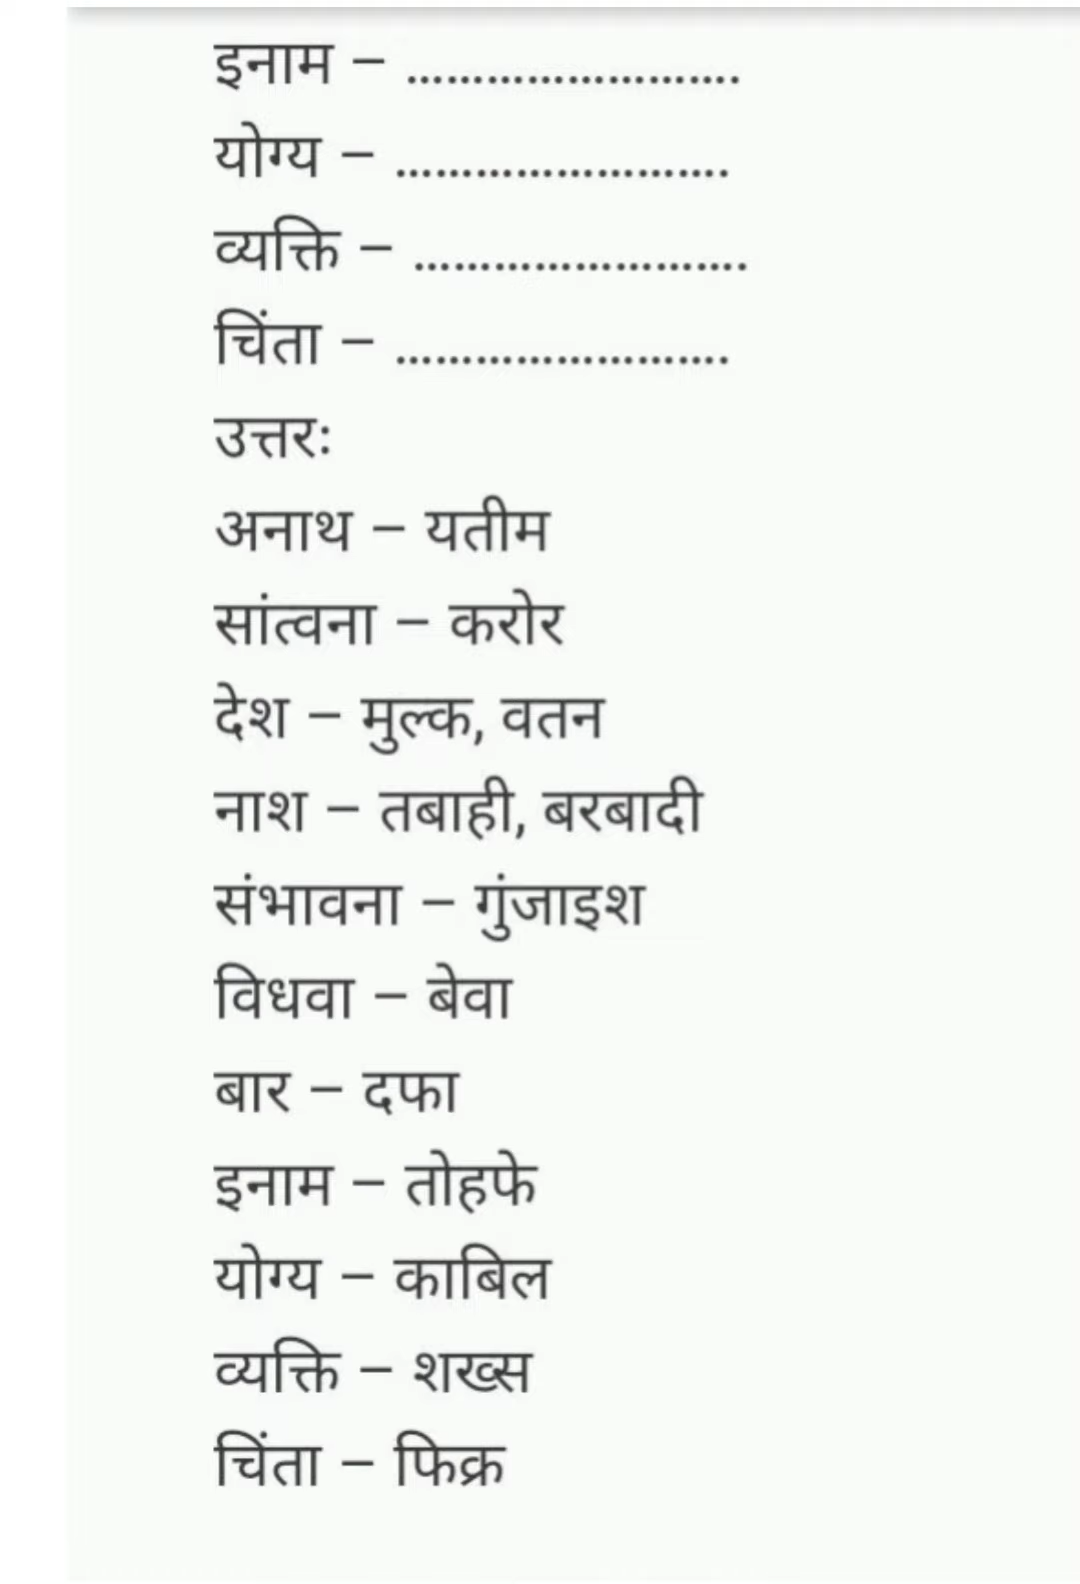 इनाम – …………………….
योग्य – …………………….
व्यक्ति – …………………….
चिंता – …………………….
उत्तरः
अनाथ – यतीम
सांत्वना – करोर
देश – मुल्क, वतन
नाश – तबाही, बरबादी
संभावना – गुंजाइश
विधवा – बेवा
बार – दफा
इनाम – तोहफे
योग्य – काबिल
व्यक्ति – शख्स
चिंता – फिक्र